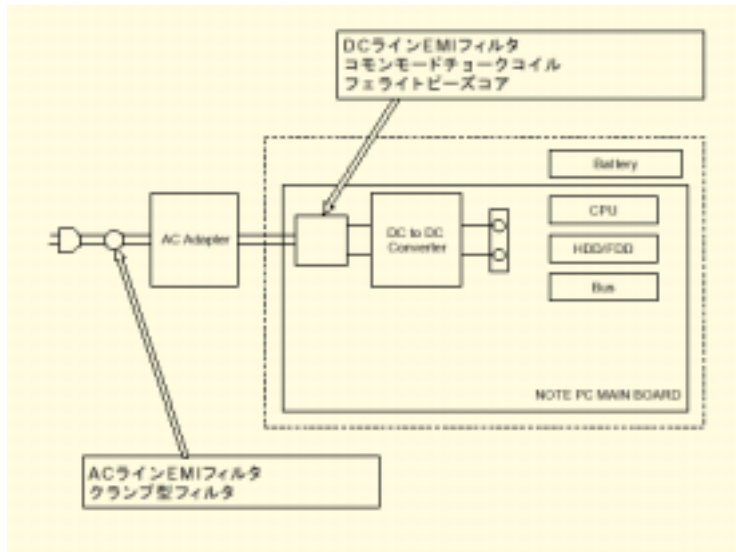 DCラインEMIフィルタ
コモンモードチョークコイル
フェライトビーズコア
Battery
CPU
AC Adapter
DC to DC
Converter
HDD/FDD
Bus
NOTE PC MAIN BOARD
ACラインEMIフィルタ
クランプ型フィルタ